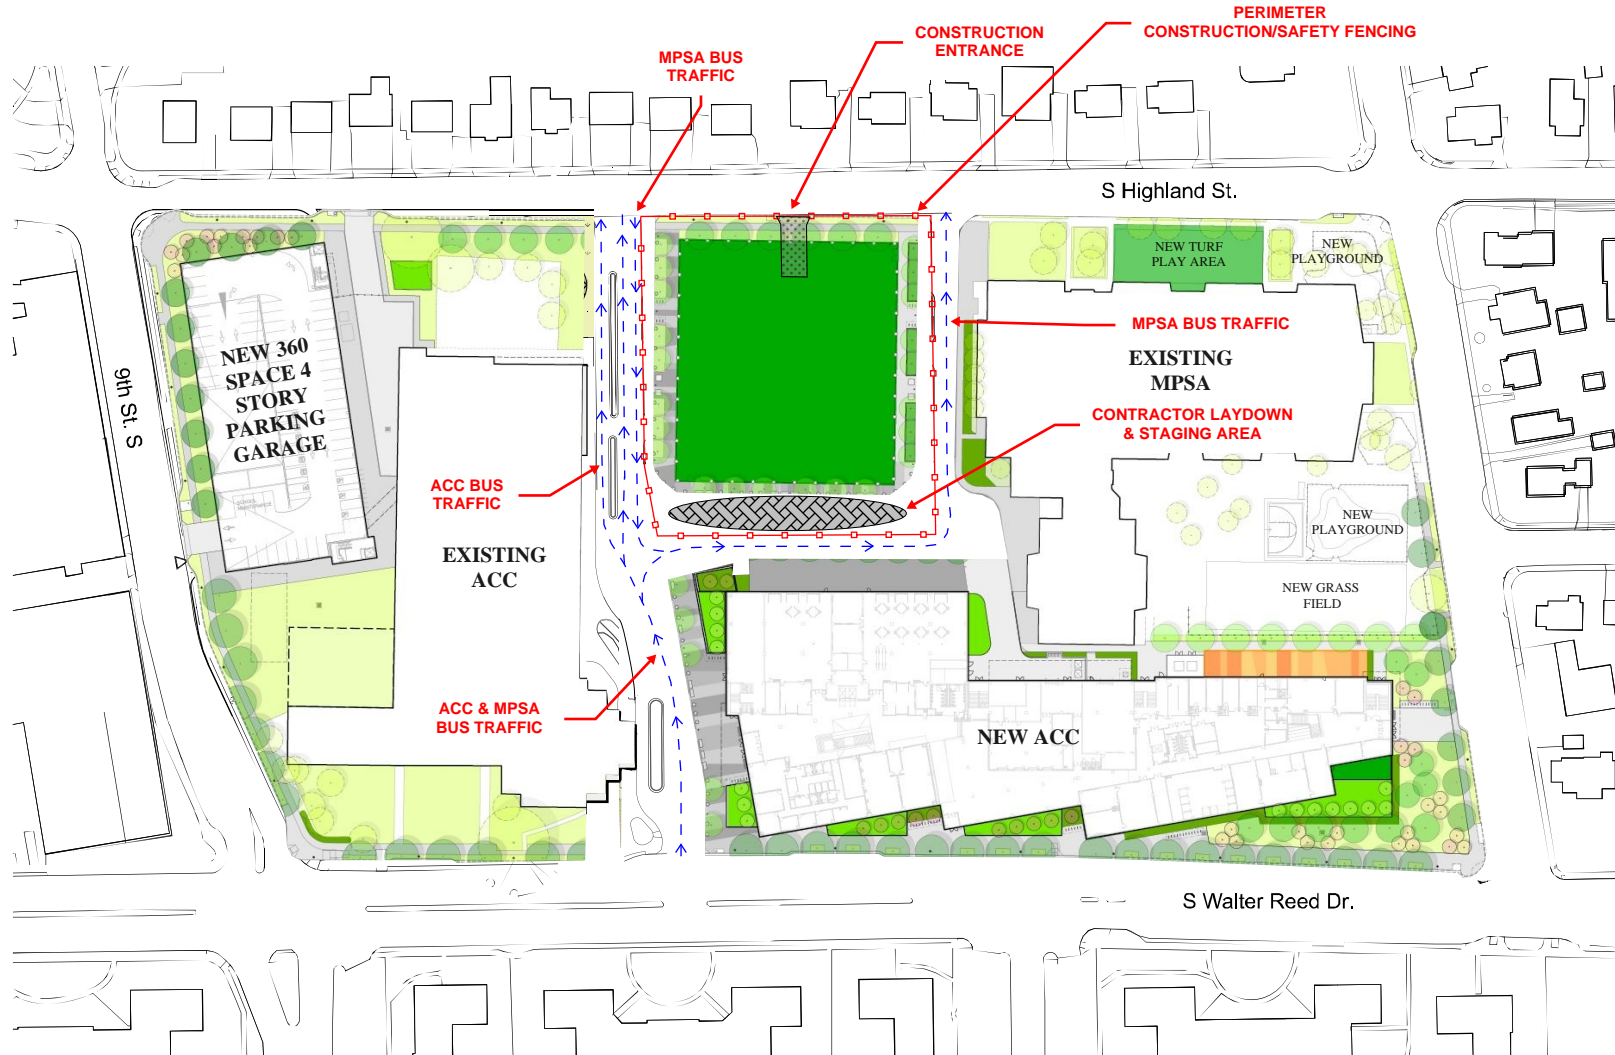 PERIMETER
CONSTRUCTION/SAFETY FENCING
CONSTRUCTION
ENTRANCE
MPSA BUS
TRAFFIC
S Highland St.
NEW TURF
PLAY AREA
NEW
PLAYGROUND
MPSA BUS TRAFFIC
EXISTING
MPSA
NEW 360
SPACE 4
STORY
PARKING
GARAGE
9th St. S
CONTRACTOR LAYDOWN
& STAGING AREA
ACC BUS
TRAFFIC
EXISTING
ACC
NEW
PLAYGROUND
NEW GRASS
FIELD
ACC & MPSA
BUS TRAFFIC
NEW ACC
S Walter Reed Dr.